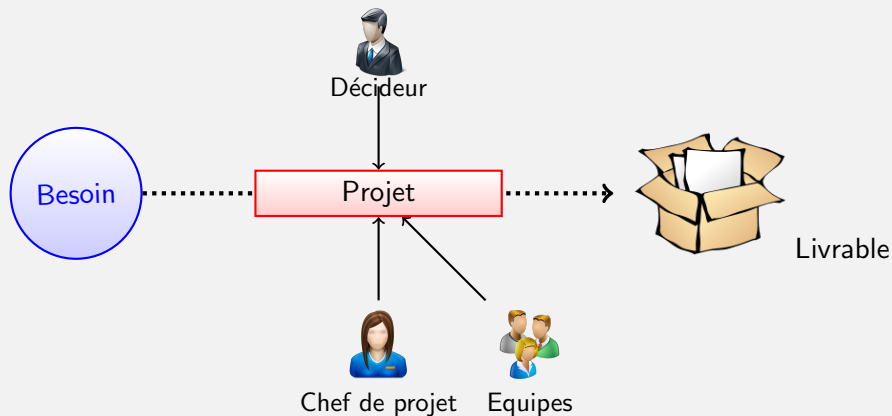 Décideur
Besoin
Projet
Livrable
Chef de projet
Equipes